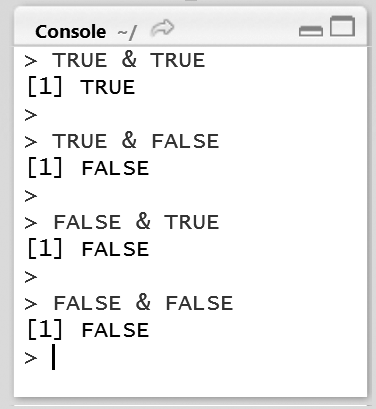 Console ~/
> TRUE & TRUE
[1] TRUE
>
> TRUE & FALSE
[1] FALSE
>
> FALSE & TRUE
[1] FALSE
>
> FALSE & FALSE
[1] FALSE
>